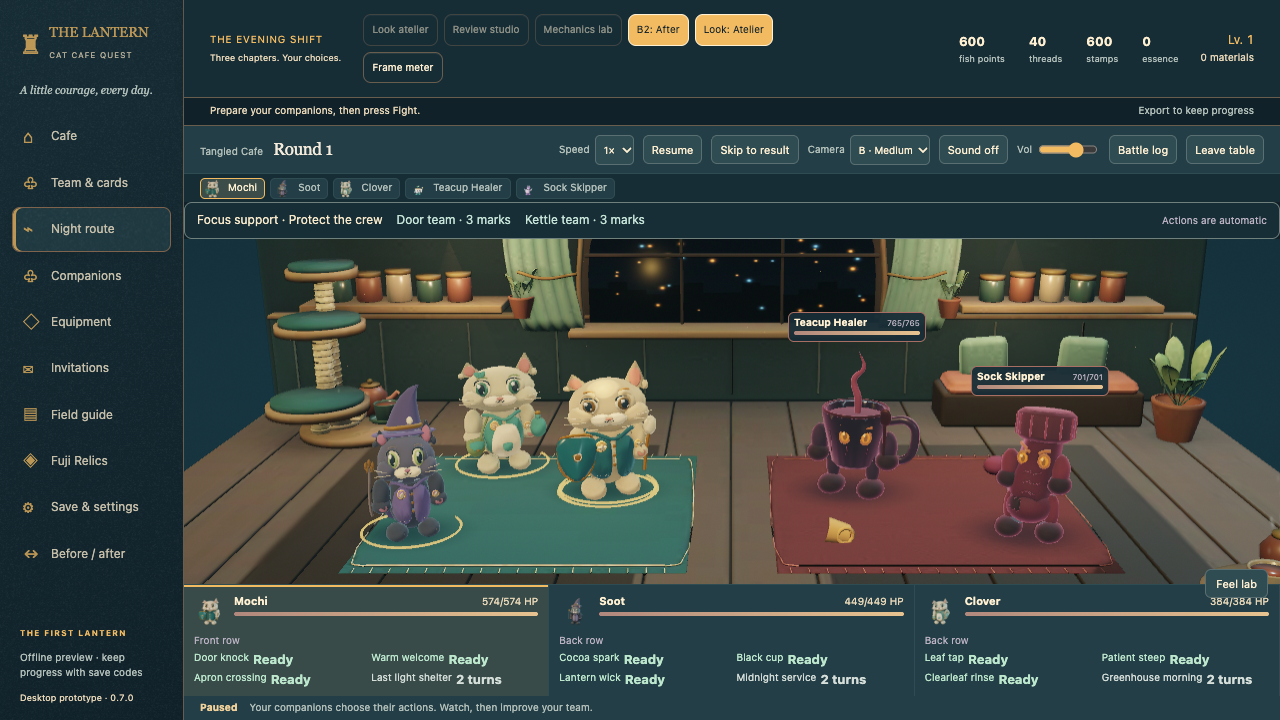 THE LANTERN
CAT CAFE QUEST
A little courage, every day.
Cafe
Team & cards
Night route
Companions
Equipment
Invitations
Field guide
Fuji Relics
Save & settings
Before / after
THE FIRST LANTERN
Offline preview · keep
progress with save codes
Desktop prototype · 0.7.0
THE EVENING SHIFT
Three chapters. Your choices.
Look atelier
Review studio
Mechanics lab
B2: After
Look: Atelier
Frame meter
600
fish points
40
threads
600
stamps
0
essence
Lv. 1
0 materials
Prepare your companions, then press Fight.
Export to keep progress
Tangled Cafe
Round 1
Speed
1×
Resume
Skip to result
Camera
B · Medium
Sound off
Vol
Battle log
Leave table
Mochi
Soot
Clover
Teacup Healer
Sock Skipper
Focus support · Protect the crew
Door team · 3 marks
Kettle team · 3 marks
Actions are automatic
Teacup Healer 765/765
Sock Skipper 701/701
Feel lab
Mochi 574/574 HP
Front row
Door knock Ready
Warm welcome Ready
Apron crossing Ready
Last light shelter 2 turns
Soot 449/449 HP
Back row
Cocoa spark Ready
Black cup Ready
Lantern wick Ready
Midnight service 2 turns
Clover 384/384 HP
Back row
Leaf tap Ready
Patient steep Ready
Clearleaf rinse Ready
Greenhouse morning 2 turns
Paused
Your companions choose their actions. Watch, then improve your team.